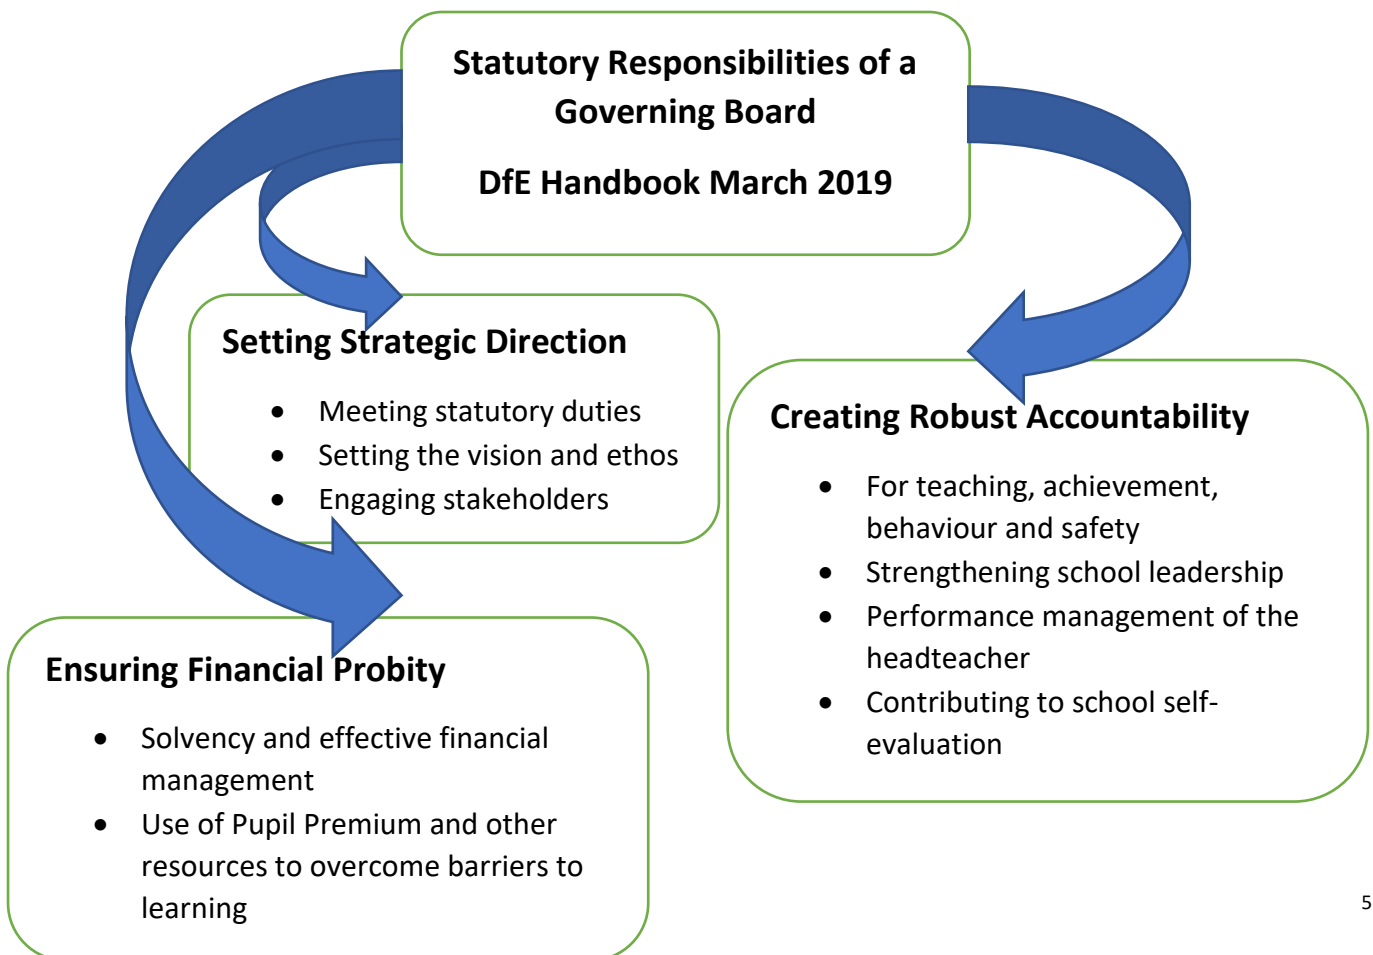 Statutory Responsibilities of a
Governing Board
DfE Handbook March 2019
Setting Strategic Direction
• Meeting statutory duties
• Setting the vision and ethos
• Engaging stakeholders
Creating Robust Accountability
• For teaching, achievement,
behaviour and safety
• Strengthening school leadership
• Performance management of the
headteacher
• Contributing to school self-
evaluation
Ensuring Financial Probity
• Solvency and effective financial
management
• Use of Pupil Premium and other
resources to overcome barriers to
learning
5